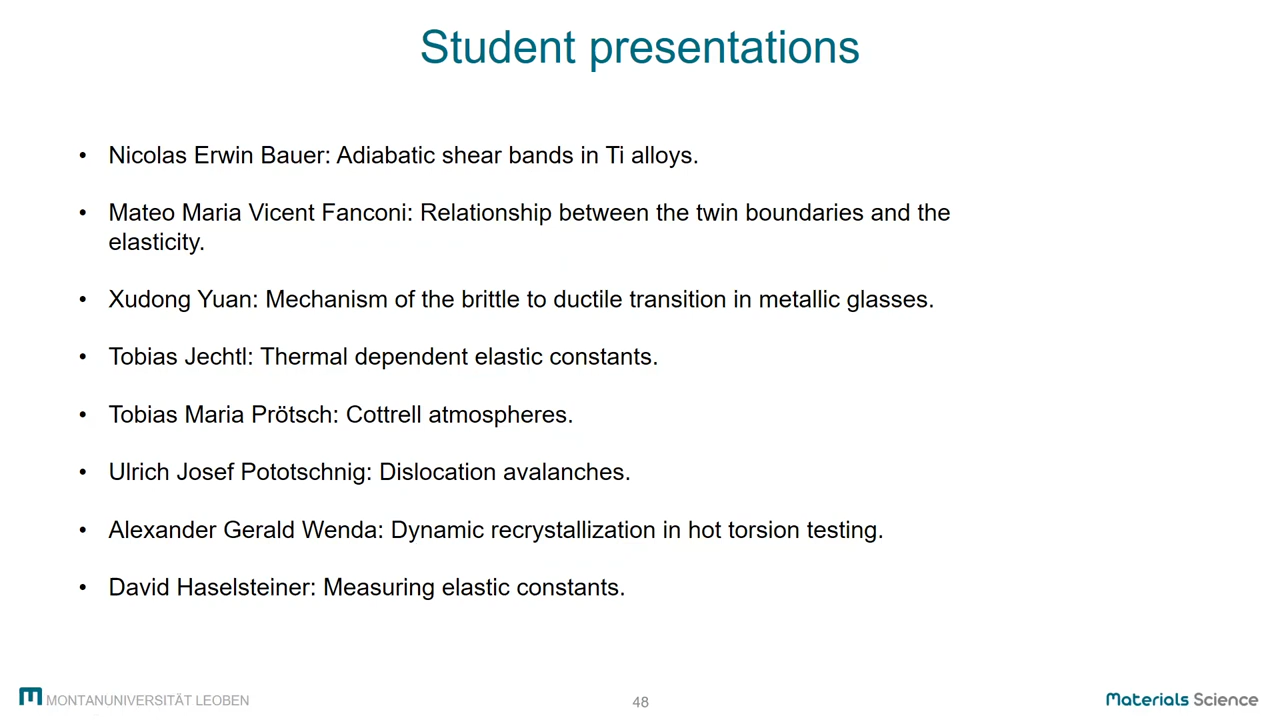 Student presentations
• Nicolas Erwin Bauer: Adiabatic shear bands in Ti alloys.
• Mateo Maria Vicent Fanconi: Relationship between the twin boundaries and the
elasticity.
• Xudong Yuan: Mechanism of the brittle to ductile transition in metallic glasses.
• Tobias Jechtl: Thermal dependent elastic constants.
• Tobias Maria Prötsch: Cottrell atmospheres.
• Ulrich Josef Pototschnig: Dislocation avalanches.
• Alexander Gerald Wenda: Dynamic recrystallization in hot torsion testing.
• David Haselsteiner: Measuring elastic constants.
MONTANUNIVERSITÄT LEOBEN
48
Materials Science